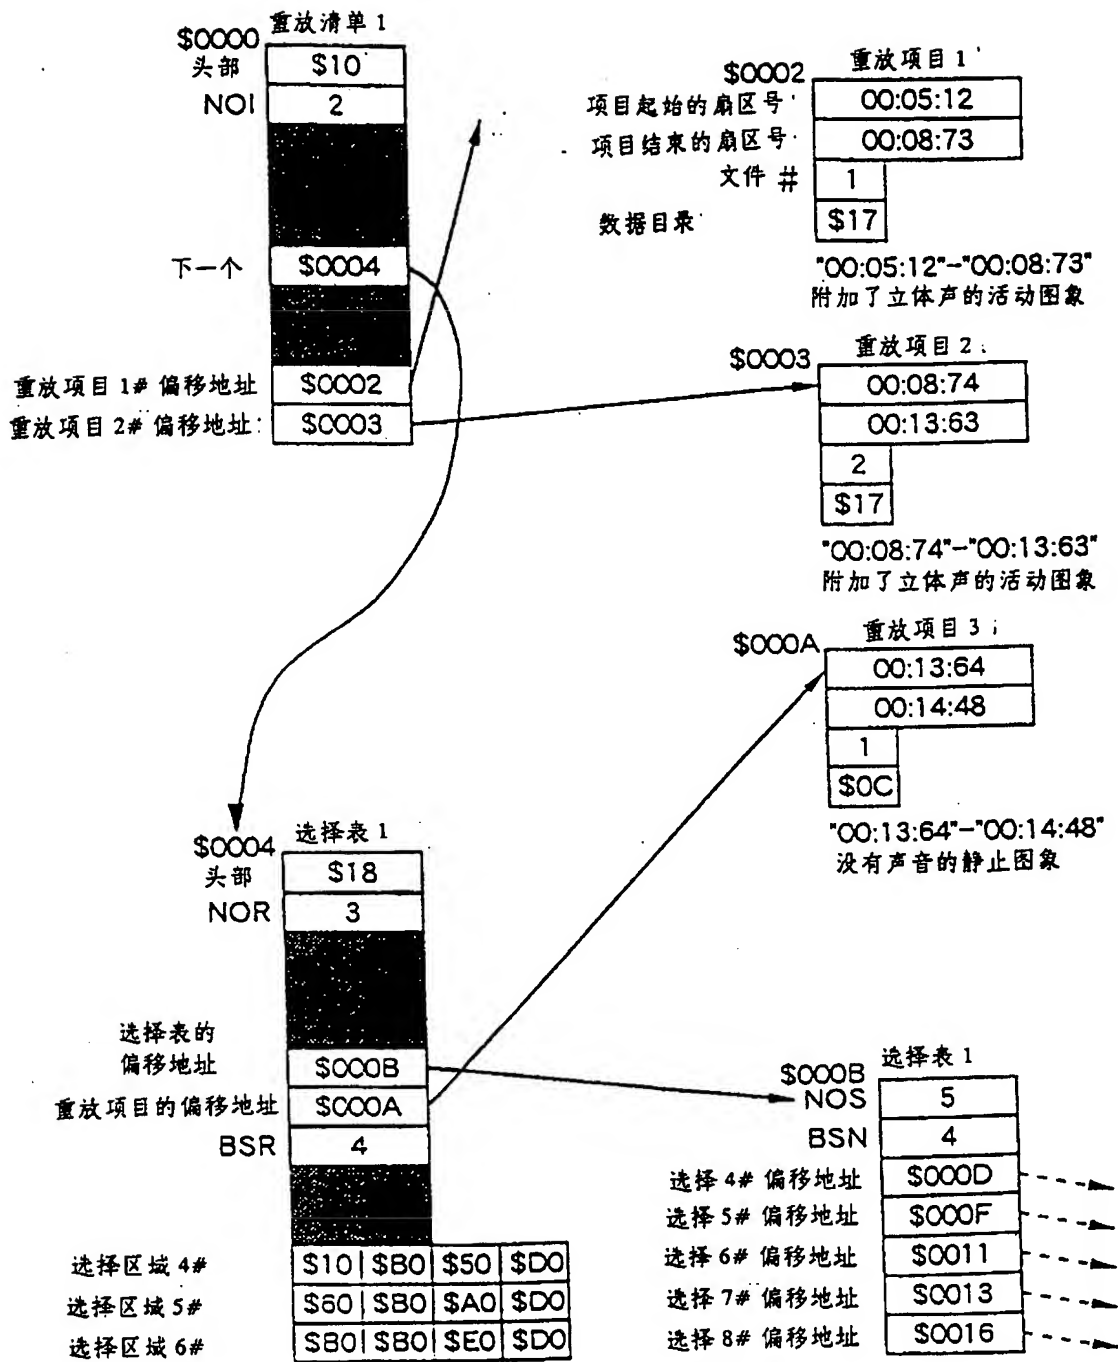 重放清单 1
$0000
头部 $10
NOI 2
下一个 $0004
重放项目 1# 偏移地址 $0002
重放项目 2# 偏移地址 $0003
重放项目 1
$0002
项目起始的扇区号 00:05:12
项目结束的扇区号 00:08:73
文件 # 1
数据目录 $17
"00:05:12"-"00:08:73"
附加了立体声的活动图象
重放项目 2
$0003
00:08:74
00:13:63
2
$17
"00:08:74"-"00:13:63"
附加了立体声的活动图象
重放项目 3
$000A
00:13:64
00:14:48
1
$0C
"00:13:64"-"00:14:48"
没有声音的静止图象
选择表 1
$0004
头部 $18
NOR 3
选择表的
偏移地址 $000B
重放项目的偏移地址 $000A
BSR 4
选择区域 4# $10 $B0 $50 $D0
选择区域 5# $60 $B0 $A0 $D0
选择区域 6# $B0 $B0 $E0 $D0
选择表 1
$000B
NOS 5
BSN 4
选择 4# 偏移地址 $000D
选择 5# 偏移地址 $000F
选择 6# 偏移地址 $0011
选择 7# 偏移地址 $0013
选择 8# 偏移地址 $0016